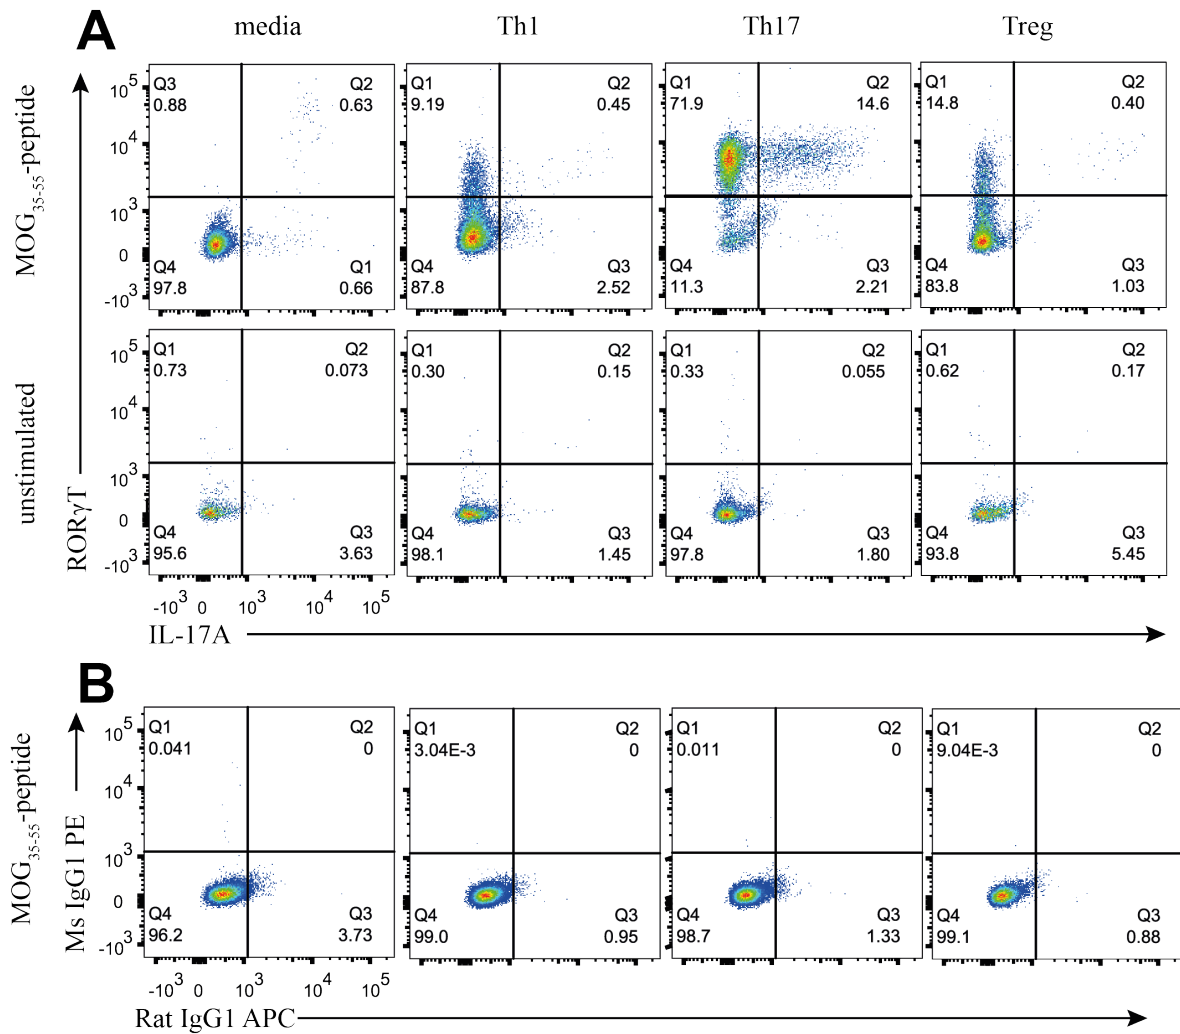 A
media Th1 Th17 Treg
MOG35-55-peptide
10^5
10^4
10^3
0
-10^3
Q3 Q2
0.88 0.63
Q4 Q1
97.8 0.66
Q1 Q2
9.19 0.45
Q4 Q3
87.8 2.52
Q1 Q2
71.9 14.6
Q4 Q3
11.3 2.21
Q1 Q2
14.8 0.40
Q4 Q3
83.8 1.03
unstimulated
RORγT
10^5
10^4
10^3
0
-10^3
Q1 Q2
0.73 0.073
Q4 Q3
95.6 3.63
Q1 Q2
0.30 0.15
Q4 Q3
98.1 1.45
Q1 Q2
0.33 0.055
Q4 Q3
97.8 1.80
Q1 Q2
0.62 0.17
Q4 Q3
93.8 5.45
-10^3 0 10^3 10^4 10^5
IL-17A
B
MOG35-55-peptide
Ms IgG1 PE
10^5
10^4
10^3
0
-10^3
Q1 Q2
0.041 0
Q4 Q3
96.2 3.73
Q1 Q2
3.04E-3 0
Q4 Q3
99.0 0.95
Q1 Q2
0.011 0
Q4 Q3
98.7 1.33
Q1 Q2
9.04E-3 0
Q4 Q3
99.1 0.88
-10^3 0 10^3 10^4 10^5
Rat IgG1 APC